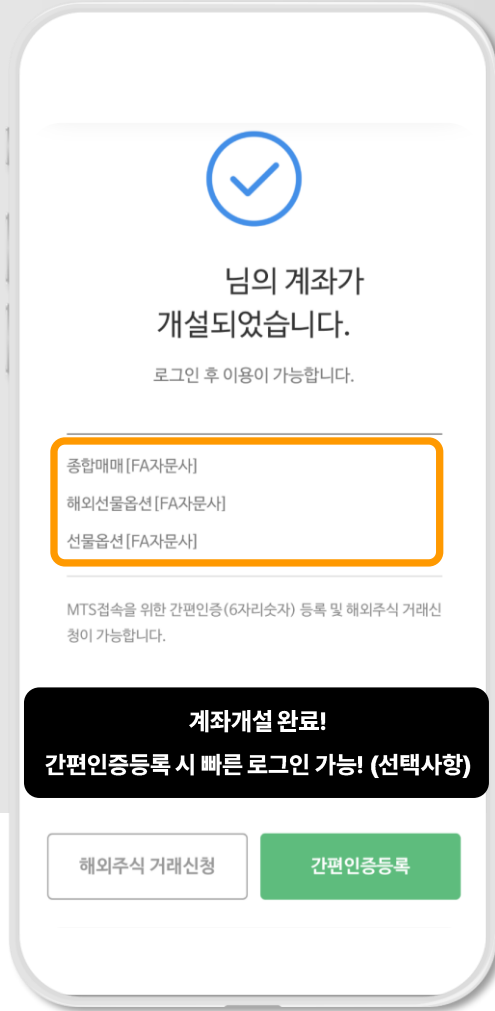 님의 계좌가
개설되었습니다.
로그인 후 이용이 가능합니다.
종합매매[FA자문사]
해외선물옵션[FA자문사]
선물옵션[FA자문사]
MTS접속을 위한 간편인증(6자리숫자) 등록 및 해외주식 거래신
청이 가능합니다.
계좌개설 완료!
간편인증등록 시 빠른 로그인 가능! (선택사항)
해외주식 거래신청
간편인증등록